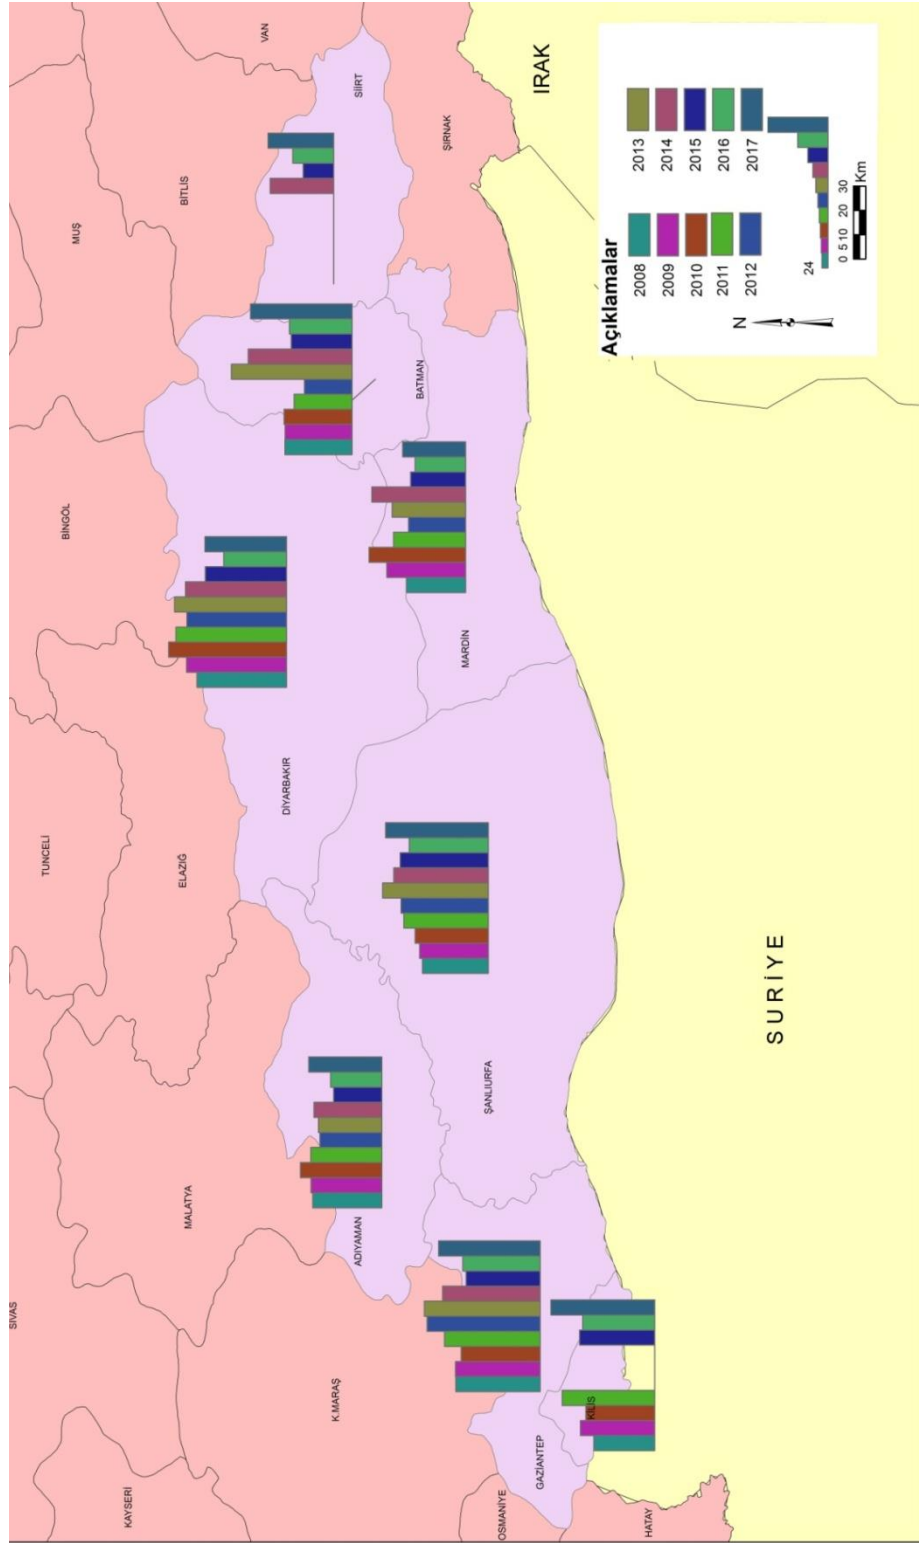 SİVAS
TUNCELİ
BİNGÖL
MUŞ
VAN
KAYSERİ
MALATYA
ELAZIĞ
BİTLİS
SİİRT
K.MARAŞ
ADIYAMAN
DİYARBAKIR
BATMAN
ŞIRNAK
OSMANİYE
GAZİANTEP
ŞANLIURFA
MARDİN
IRAK
HATAY
KİLİS
SURİYE
Açıklamalar
2008 2013
2009 2014
2010 2015
2011 2016
2012 2017
N
24
0 5 10 20 30
Km